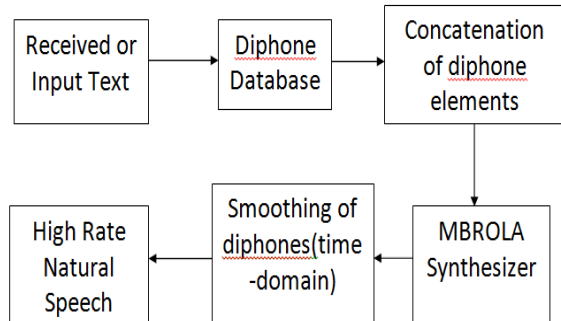 Received or
Input Text
Diphone
Database
Concatenation
of diphone
elements
High Rate
Natural
Speech
Smoothing of
diphones(time
-domain)
MBROLA
Synthesizer